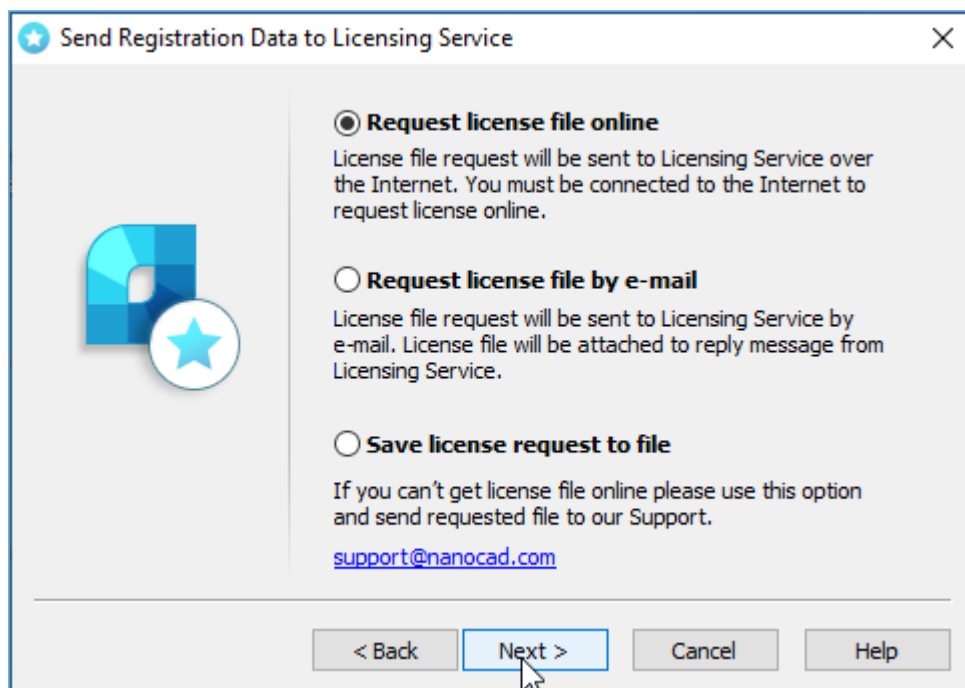 Send Registration Data to Licensing Service
Request license file online
License file request will be sent to Licensing Service over
the Internet. You must be connected to the Internet to
request license online.
Request license file by e-mail
License file request will be sent to Licensing Service by
e-mail. License file will be attached to reply message from
Licensing Service.
Save license request to file
If you can't get license file online please use this option
and send requested file to our Support.
support@nanocad.com
< Back Next > Cancel Help